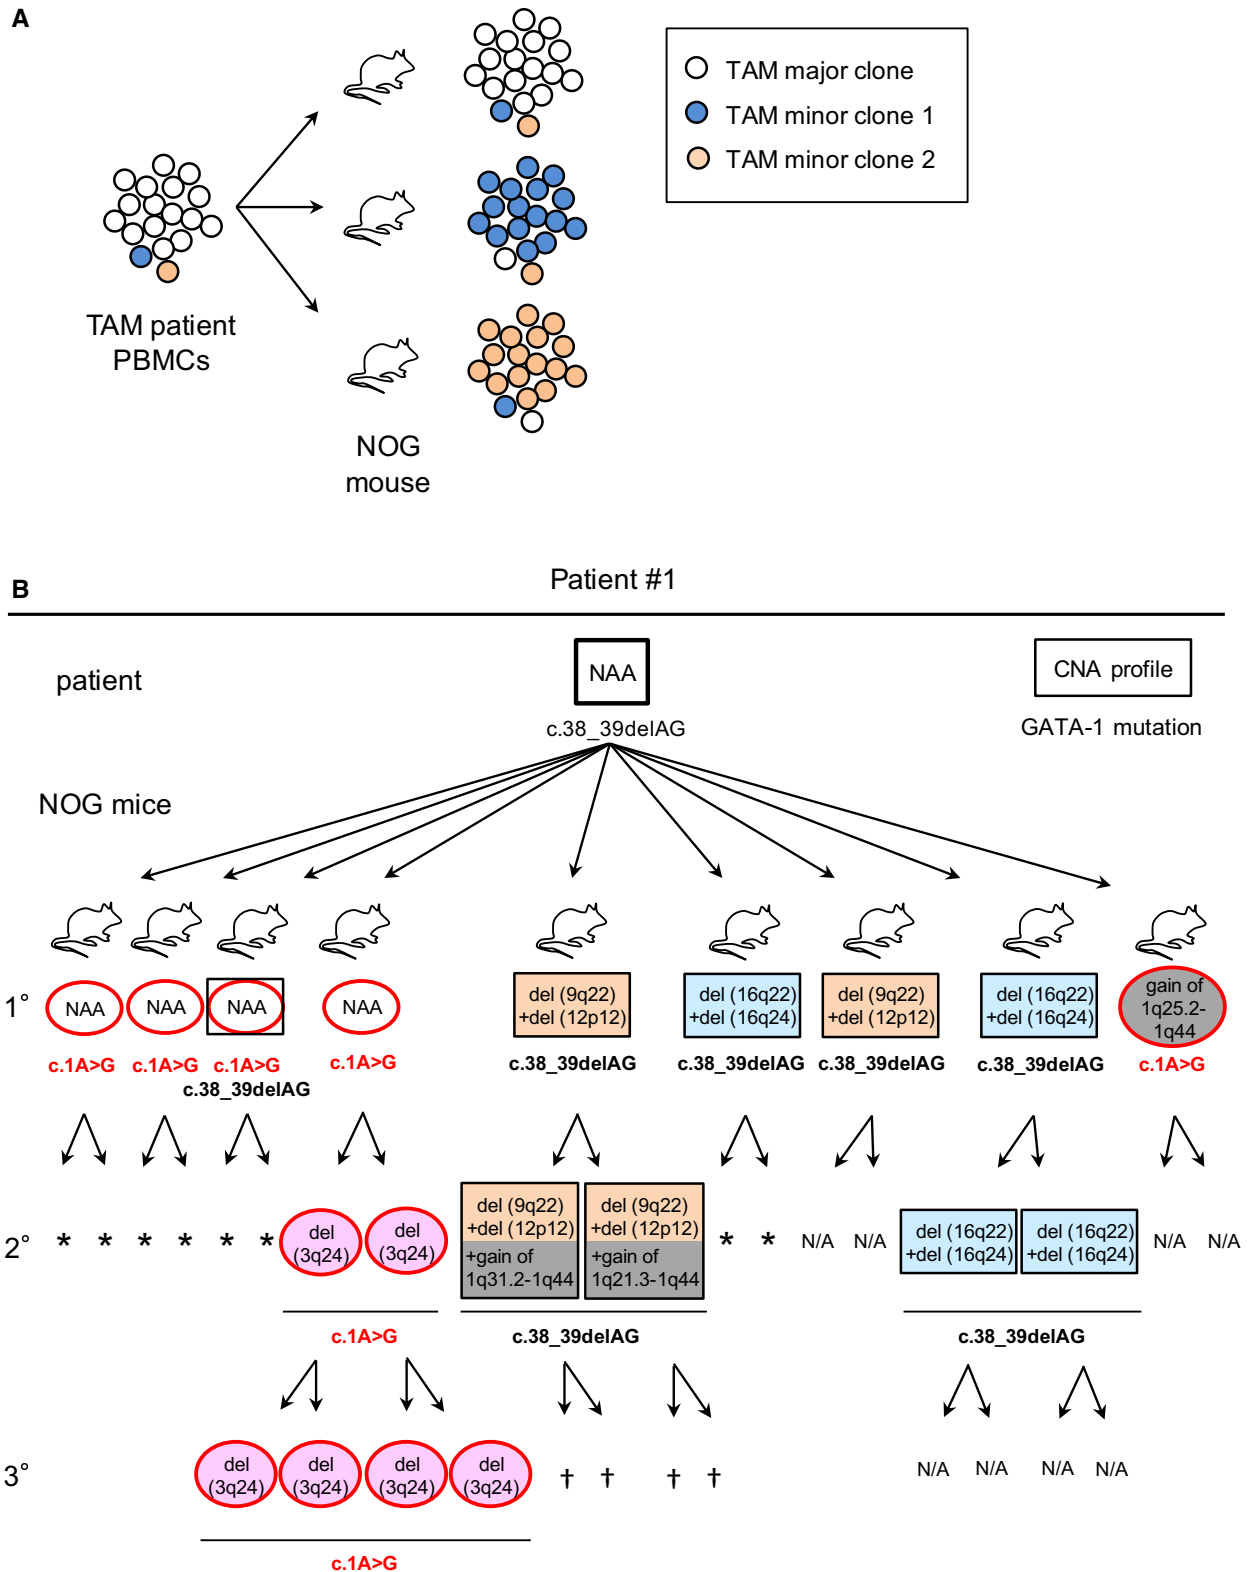 A
TAM major clone
TAM minor clone 1
TAM minor clone 2
TAM patient
PBMCs
NOG
mouse
B
Patient #1
patient
NAA
c.38_39delAG
CNA profile
GATA-1 mutation
NOG mice
1°
NAA
NAA
NAA
NAA
del (9q22)
+del (12p12)
del (16q22)
+del (16q24)
del (9q22)
+del (12p12)
del (16q22)
+del (16q24)
gain of
1q25.2-
1q44
c.1A>G
c.1A>G
c.1A>G
c.38_39delAG
c.1A>G
c.38_39delAG
c.38_39delAG
c.38_39delAG
c.38_39delAG
c.1A>G
2°
* * * * * *
del
(3q24)
del
(3q24)
del (9q22)
+del (12p12)
+gain of
1q31.2-1q44
del (9q22)
+del (12p12)
+gain of
1q21.3-1q44
* *
N/A N/A
del (16q22)
+del (16q24)
del (16q22)
+del (16q24)
N/A N/A
c.1A>G
c.38_39delAG
c.38_39delAG
3°
del
(3q24)
del
(3q24)
del
(3q24)
del
(3q24)
† † † †
N/A N/A N/A N/A
c.1A>G